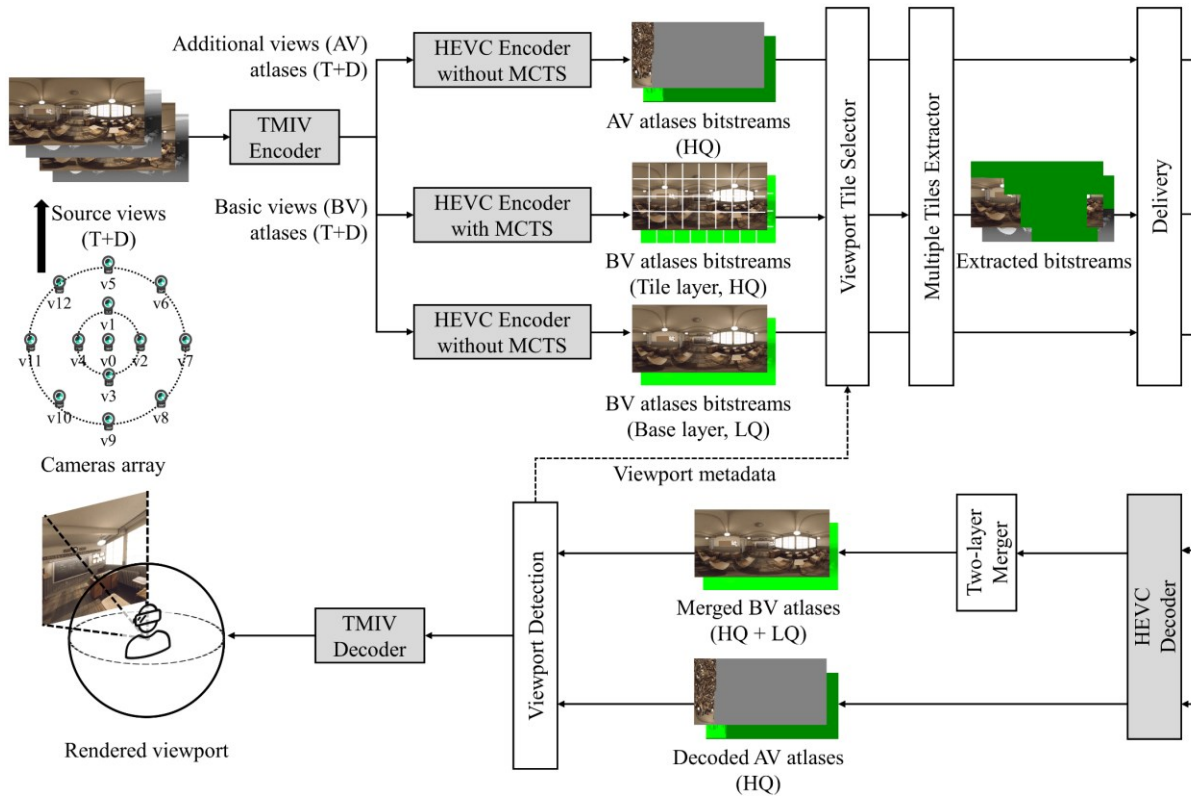 Additional views (AV)
atlases (T+D)
HEVC Encoder
without MCTS
AV atlases bitstreams
(HQ)
TMIV
Encoder
Source views
(T+D)
Basic views (BV)
atlases (T+D)
HEVC Encoder
with MCTS
BV atlases bitstreams
(Tile layer, HQ)
HEVC Encoder
without MCTS
BV atlases bitstreams
(Base layer, LQ)
Viewport Tile Selector
Multiple Tiles Extractor
Extracted bitstreams
Delivery
v5
v12
v6
v1
v11
v4
v0
v2
v7
v3
v10
v8
v9
Cameras array
Viewport metadata
Rendered viewport
TMIV
Decoder
Viewport Detection
Merged BV atlases
(HQ + LQ)
Two-layer
Merger
HEVC
Decoder
Decoded AV atlases
(HQ)